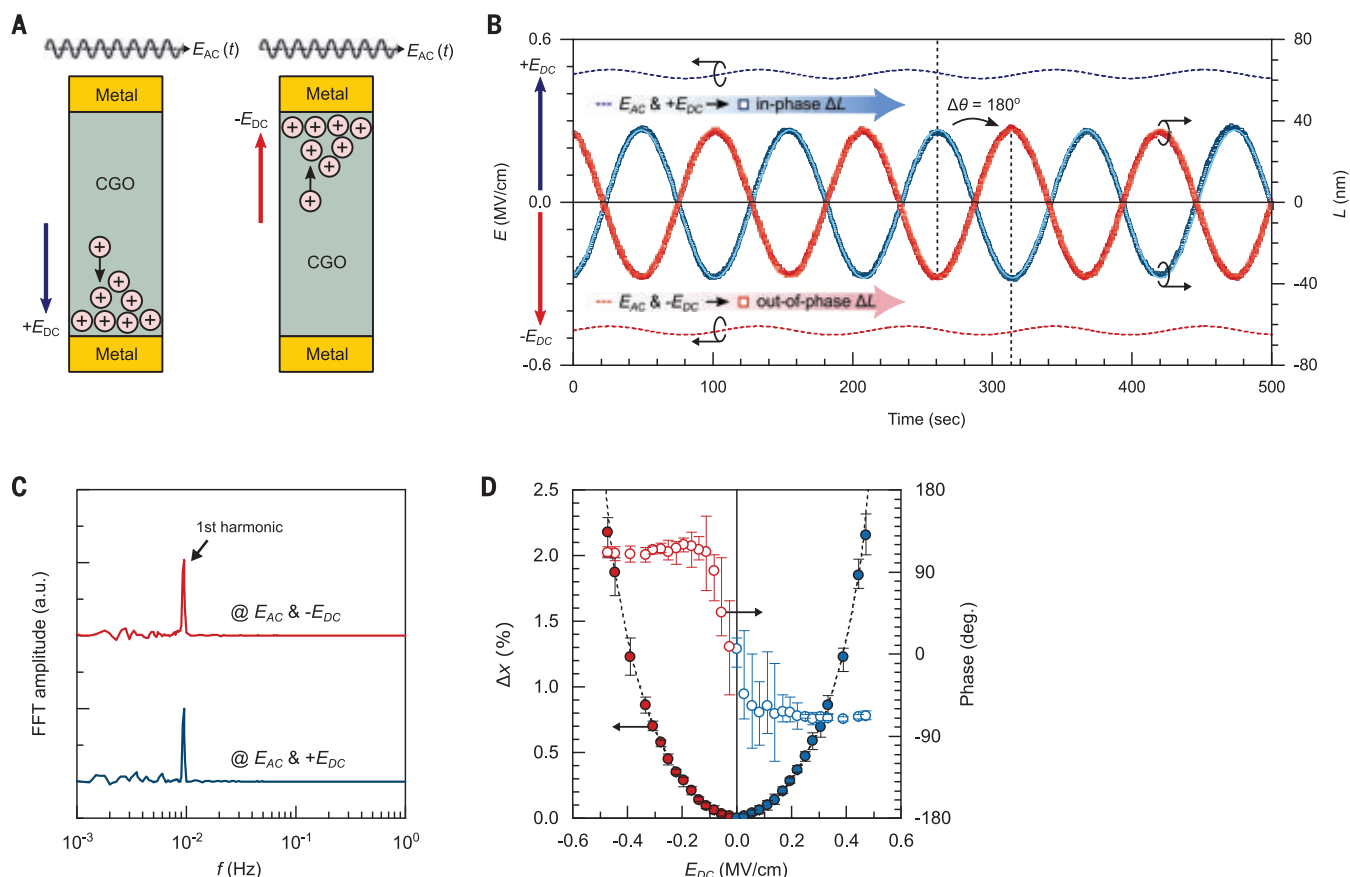 A
E_AC (t)
E_AC (t)
Metal
Metal
-E_DC
CGO
CGO
+E_DC
Metal
Metal
B
0.6
80
+E_DC
E_AC & +E_DC → in-phase ΔL
Δθ = 180°
40
E (MV/cm)
0.0
0
L (nm)
-40
E_AC & -E_DC → out-of-phase ΔL
-E_DC
-0.6
-80
0 100 200 300 400 500
Time (sec)
C
FFT amplitude (a.u.)
1st harmonic
@ E_AC & -E_DC
@ E_AC & +E_DC
10⁻³ 10⁻² 10⁻¹ 10⁰
f (Hz)
D
2.5
2.0
1.5
1.0
0.5
0.0
Δx (%)
180
90
0
-90
-180
Phase (deg.)
-0.6 -0.4 -0.2 0.0 0.2 0.4 0.6
E_DC (MV/cm)